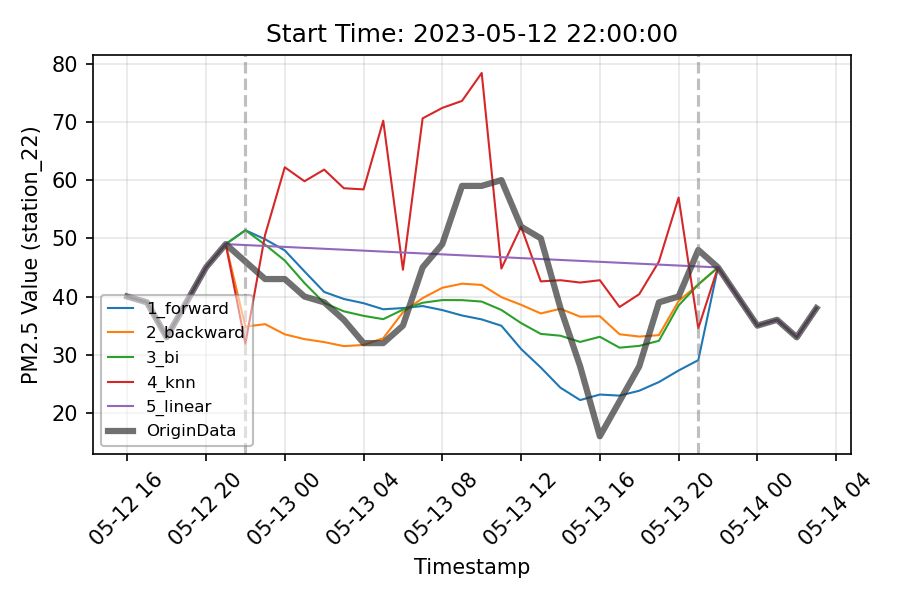 Start Time: 2023-05-12 22:00:00
PM2.5 Value (station_22)
80
70
60
50
40
30
20
1_forward
2_backward
3_bi
4_knn
5_linear
OriginData
05-12 16
05-12 20
05-13 00
05-13 04
05-13 08
05-13 12
05-13 16
05-13 20
05-14 00
05-14 04
Timestamp